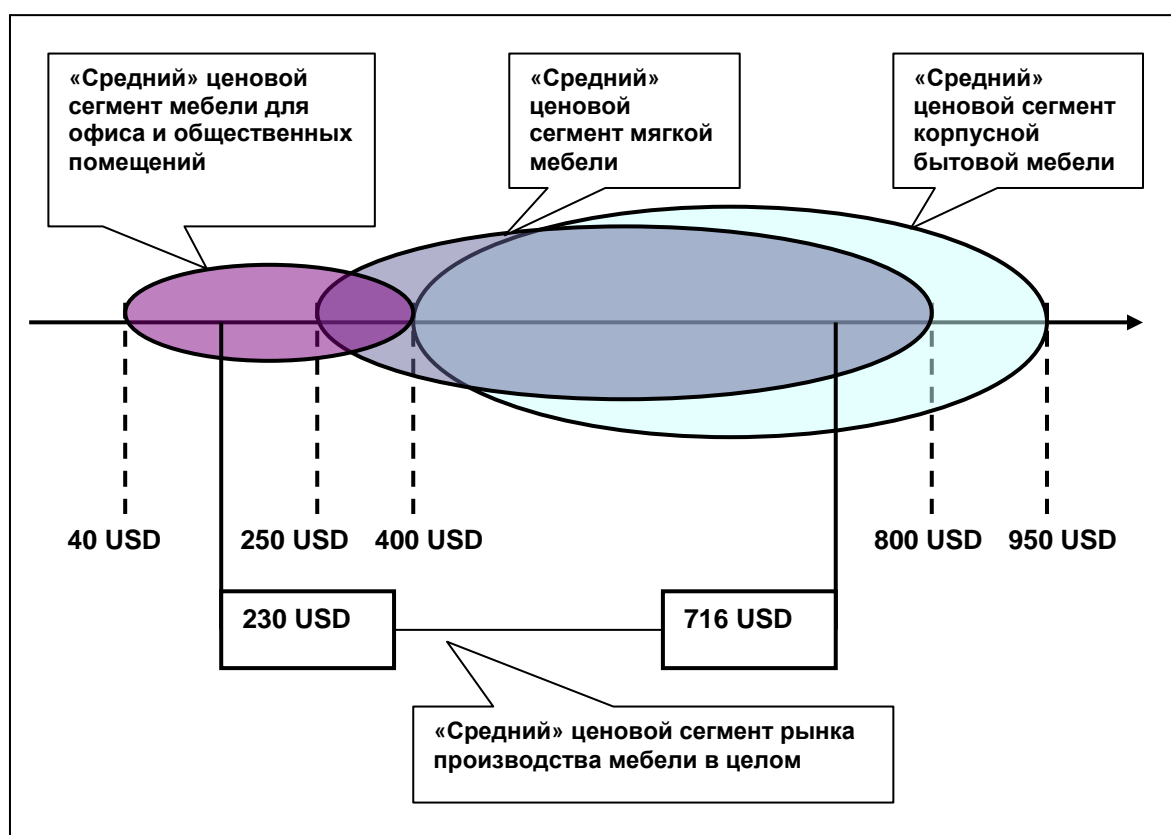 «Средний» ценовой
сегмент мебели для
офиса и общественных
помещений
«Средний»
ценовой
сегмент мягкой
мебели
«Средний»
ценовой сегмент
корпусной
бытовой мебели
40 USD
250 USD
400 USD
800 USD
950 USD
230 USD
716 USD
«Средний» ценовой сегмент рынка
производства мебели в целом